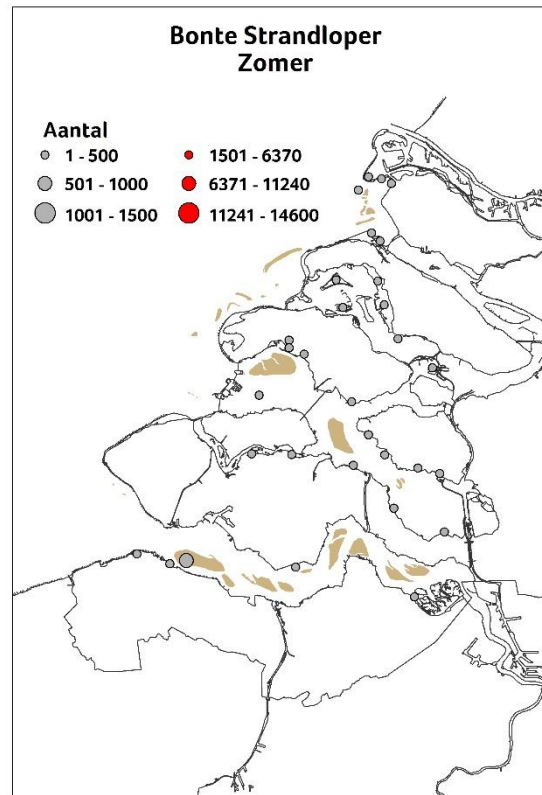 Bonte Strandloper
Zomer
Aantal
1 - 500 1501 - 6370
501 - 1000 6371 - 11240
1001 - 1500 11241 - 14600